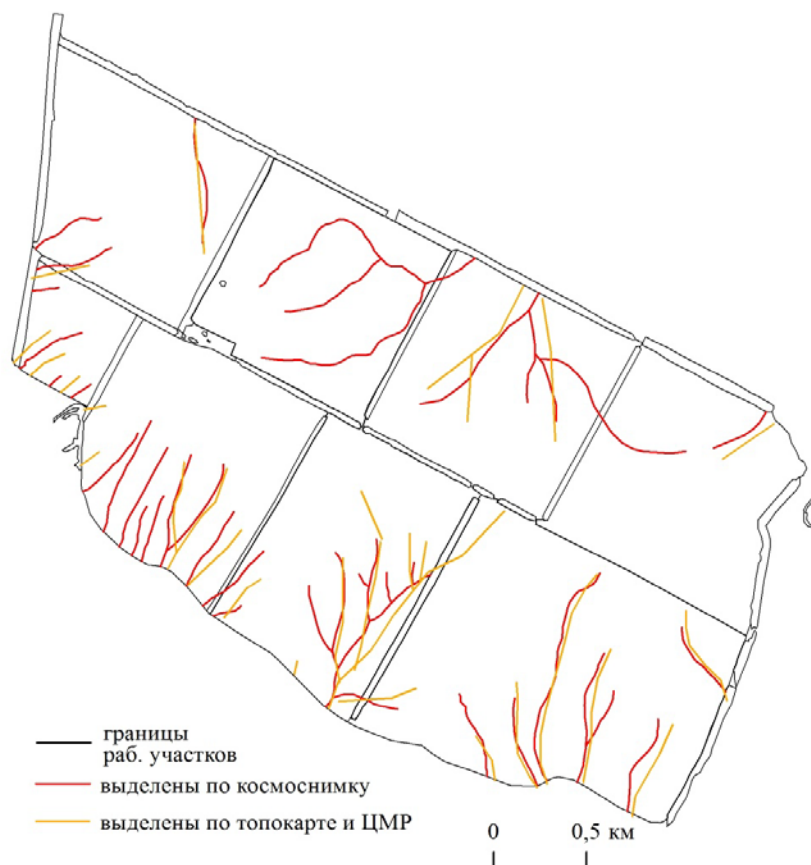 границы
раб. участков
выделены по космоснимку
выделены по топокарте и ЦМР
0 0,5 км